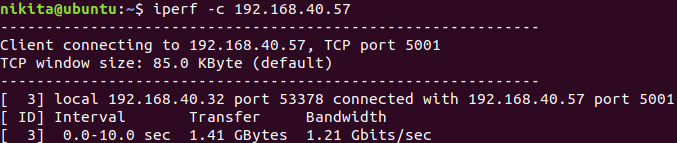 nikita@ubuntu:~$ iperf -c 192.168.40.57
------------------------------------------------------------
Client connecting to 192.168.40.57, TCP port 5001
TCP window size: 85.0 KByte (default)
------------------------------------------------------------
[  3] local 192.168.40.32 port 53378 connected with 192.168.40.57 port 5001
[ ID] Interval       Transfer     Bandwidth
[  3]  0.0-10.0 sec  1.41 GBytes  1.21 Gbits/sec